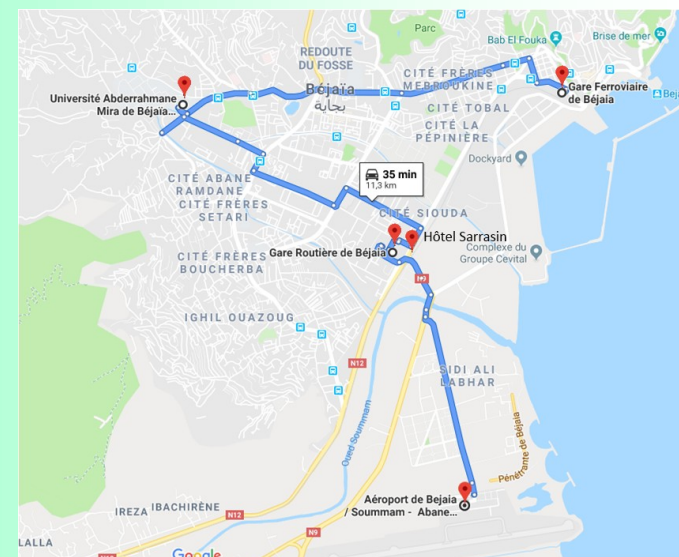 Parc
Bab El Fouka
Brise de mer
REDOUTE
DU FOSSE
CITÉ FRÈRES
MEBROUKINE
Gare Ferroviaire
de Béjaia
Université Abderrahmane
Mira de Béjaïa...
Béjaïa
بجاية
CITÉ TOBAL
CITÉ LA
PÉPINIÈRE
Dockyard
CITÉ ABANE
RAMDANE
CITÉ FRÈRES
SETARI
35 min
11,3 km
CITÉ SIOUDA
Hôtel Sarrasin
Gare Routière de Béjaia
Complexe du
Groupe Cevital
CITÉ FRÈRES
BOUCHERBA
N9
IGHIL OUAZOUG
N12
SIDI ALI
LABHAR
Oued Soummam
Pénétrante de Béjaia
Aéroport de Bejaia
/ Soummam - Abane...
IREZA
IBACHIRÈNE
N12
N9
LALLA
Google